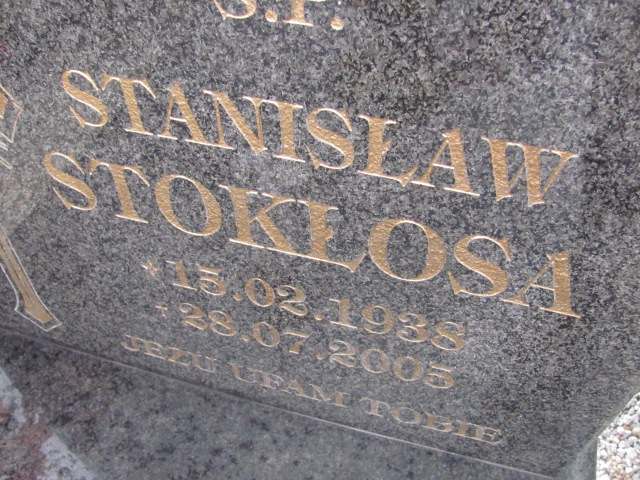 Ś.P.
STANISŁAW
STOKŁOSA
* 15.02.1938
+ 28.07.2005
JEZU UFAM TOBIE